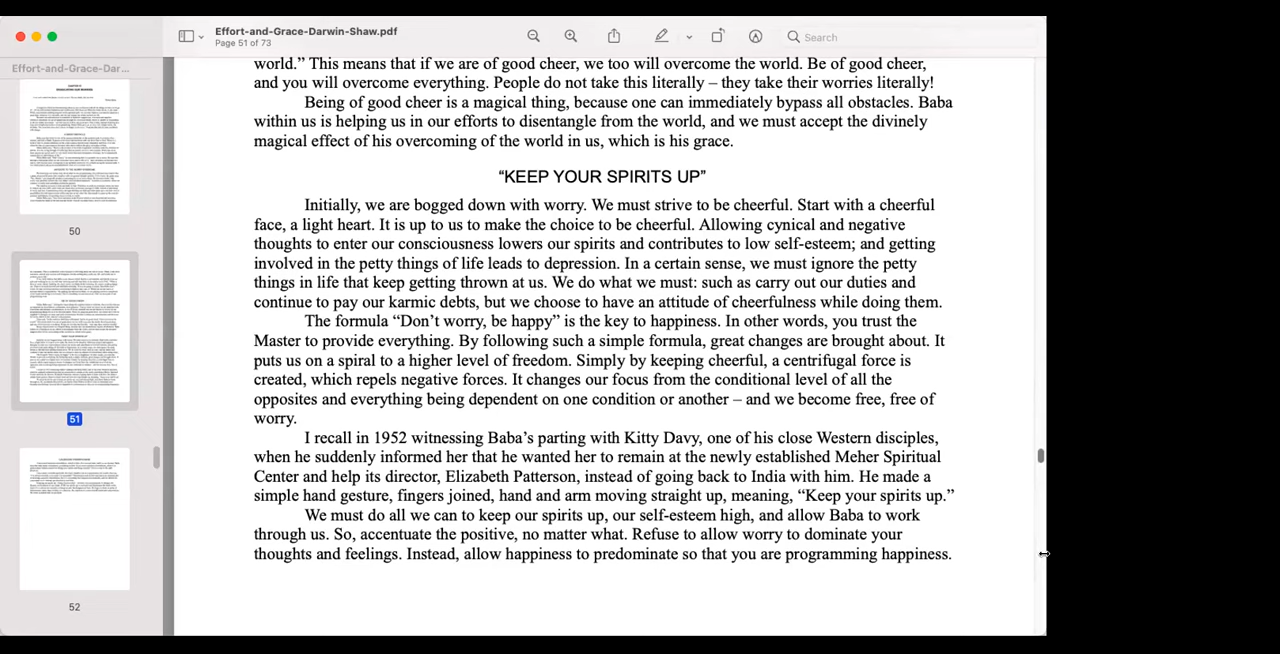 Effort-and-Grace-Darwin-Shaw.pdf
Page 51 of 73
Search
Effort-and-Grace-Dar...
50
51
52
world.” This means that if we are of good cheer, we too will overcome the world. Be of good cheer,
and you will overcome everything. People do not take this literally – they take their worries literally!
Being of good cheer is a magical thing, because one can immediately bypass all obstacles. Baba
within us is helping us in our efforts to disentangle from the world, and we can accept the divinely
magical effect of his overcoming of the world in us, which is his grace.
“KEEP YOUR SPIRITS UP”
Initially, we are bogged down with worry. We must strive to be cheerful. Start with a cheerful
face, a light heart. It is up to us to make the choice to be cheerful. Allowing cynical and negative
thoughts to enter our consciousness lowers our spirits and contributes to low self-esteem; and getting
involved in the petty things of life leads to depression. In a certain sense, we must ignore the petty
things in life that keep getting in the way. We do what we must: such as carry out our duties and
continue to pay our karmic debts, but we choose to have an attitude of cheerfulness while doing them.
The formula “Don’t worry, be happy” is the key to happiness. In other words, you trust the
Master to provide everything. By following such a simple formula, great changes are brought about. It
puts us on a spiral to a higher level of freedom. Simply by keeping cheerful, a centrifugal force is
created, which repels negative forces. It changes our focus from the conditional level of all the
opposites and everything being dependent on one condition or another – and we become free, free of
worry.
I recall in 1952 witnessing Baba’s parting with Kitty Davy, one of his close Western disciples,
when he suddenly informed her that he wanted her to remain at the newly established Meher Spiritual
Center and help its director, Elizabeth Patterson, instead of going back to India with him. He made a
simple hand gesture, fingers joined, hand and arm moving straight up, meaning, “Keep your spirits up.”
We must do all we can to keep our spirits up, our self-esteem high, and allow Baba to work
through us. So, accentuate the positive, no matter what. Refuse to allow worry to dominate your
thoughts and feelings. Instead, allow happiness to predominate so that you are programming happiness.